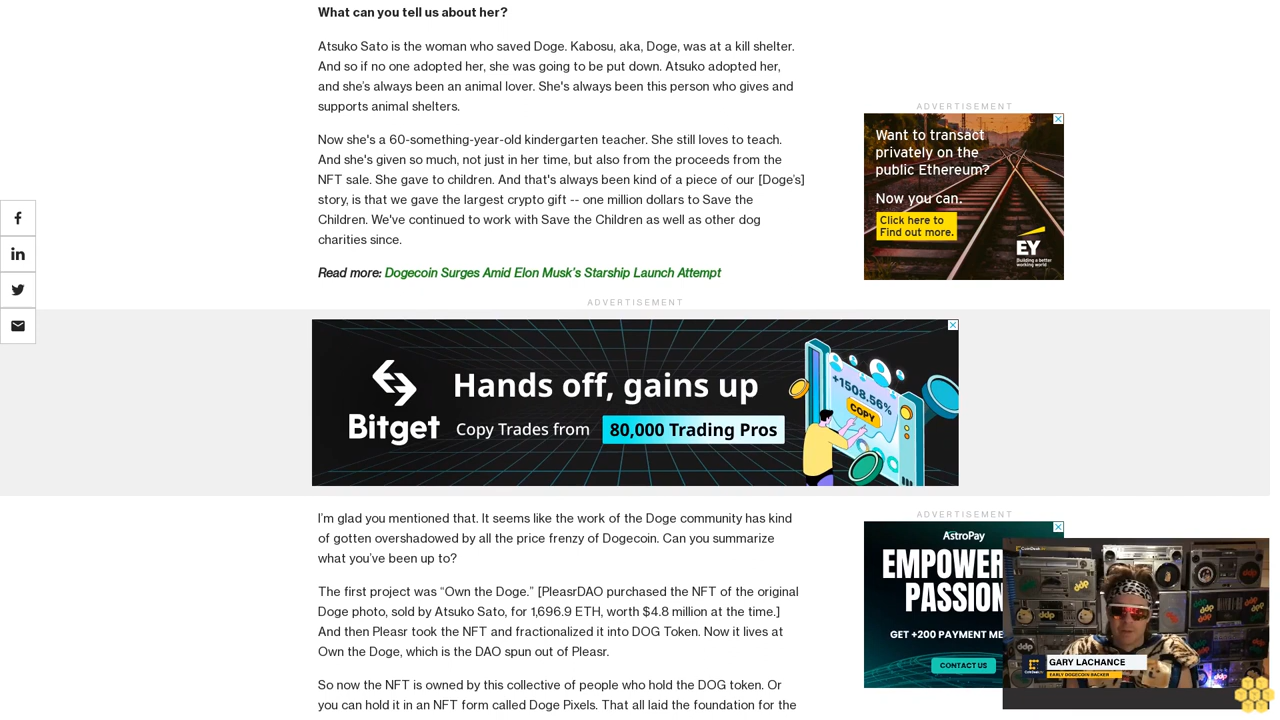 What can you tell us about her?
Atsuko Sato is the woman who saved Doge. Kabosu, aka, Doge, was at a kill shelter.
And so if no one adopted her, she was going to be put down. Atsuko adopted her,
and she’s always been an animal lover. She's always been this person who gives and
supports animal shelters.
Now she's a 60-something-year-old kindergarten teacher. She still loves to teach.
And she's given so much, not just in her time, but also from the proceeds from the
NFT sale. She gave to children. And that's always been kind of a piece of our [Doge’s]
story, is that we gave the largest crypto gift -- one million dollars to Save the
Children. We've continued to work with Save the Children as well as other dog
charities since.
Read more: Dogecoin Surges Amid Elon Musk’s Starship Launch Attempt
ADVERTISEMENT
Want to transact
privately on the
public Ethereum?
Now you can.
Click here to
Find out more.
EY
Building a better
working world
ADVERTISEMENT
Bitget
Hands off, gains up
Copy Trades from 80,000 Trading Pros
+1508.56%
COPY
I’m glad you mentioned that. It seems like the work of the Doge community has kind
of gotten overshadowed by all the price frenzy of Dogecoin. Can you summarize
what you’ve been up to?
The first project was “Own the Doge.” [PleasrDAO purchased the NFT of the original
Doge photo, sold by Atsuko Sato, for 1,696.9 ETH, worth $4.8 million at the time.]
And then Pleasr took the NFT and fractionalized it into DOG Token. Now it lives at
Own the Doge, which is the DAO spun out of Pleasr.
So now the NFT is owned by this collective of people who hold the DOG token. Or
you can hold it in an NFT form called Doge Pixels. That all laid the foundation for the
ADVERTISEMENT
AstroPay
EMPOWER
PASSION
GET +200 PAYMENT ME
CONTACT US
CoinDesk
ddp
ddp
ddp
ddp
GARY LACHANCE
EARLY DOGECOIN BACKER
CoinDesk